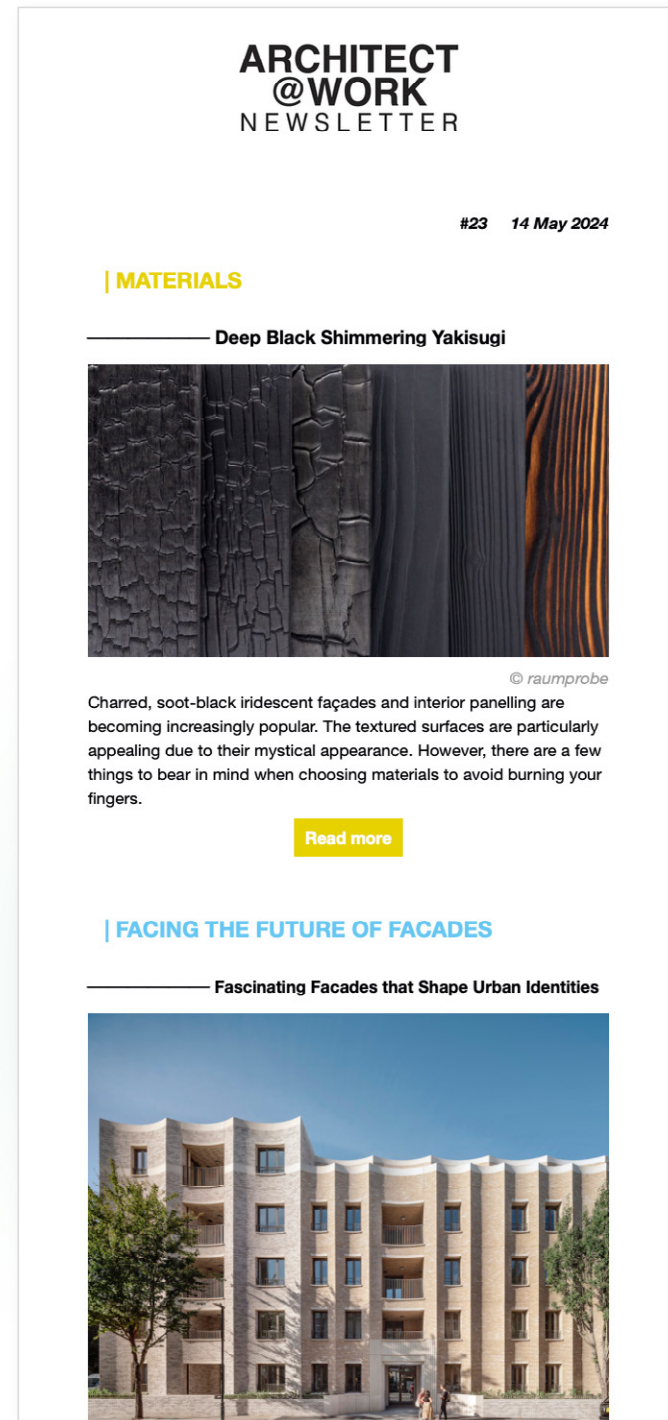 ARCHITECT
@WORK
NEWSLETTER
#23 14 May 2024
| MATERIALS
Deep Black Shimmering Yakisugi
© raumprobe
Charred, soot-black iridescent façades and interior panelling are
becoming increasingly popular. The textured surfaces are particularly
appealing due to their mystical appearance. However, there are a few
things to bear in mind when choosing materials to avoid burning your
fingers.
Read more
| FACING THE FUTURE OF FACADES
Fascinating Facades that Shape Urban Identities